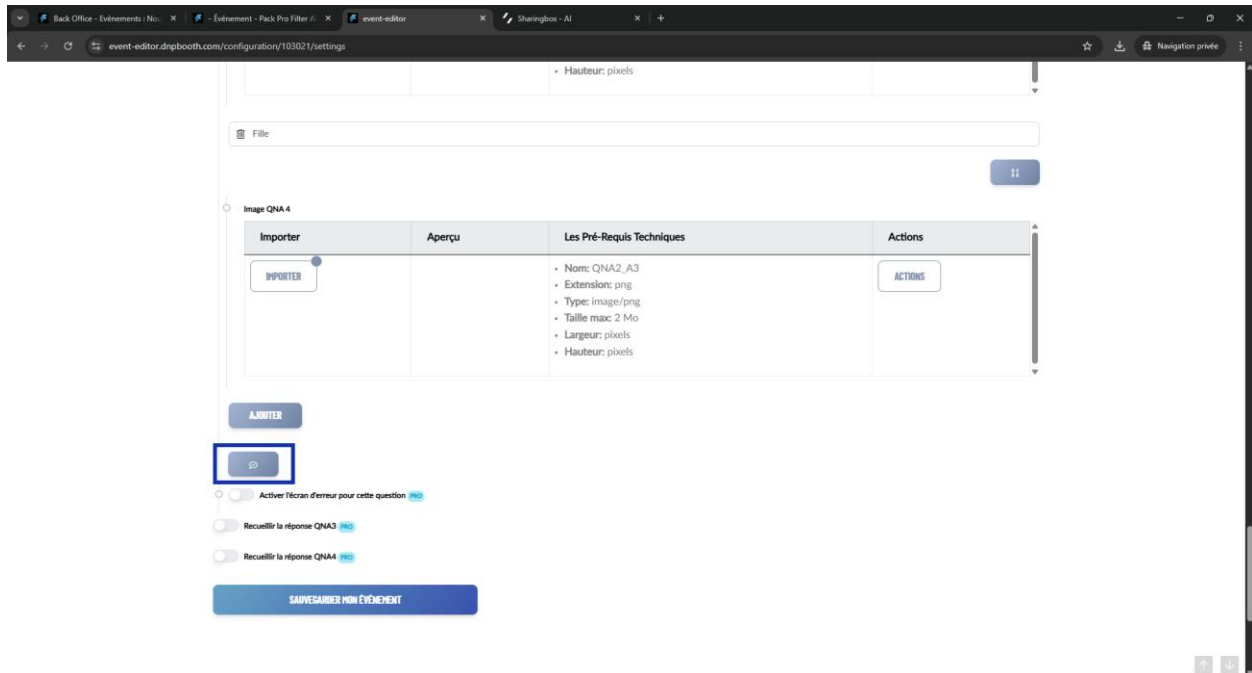 Back Office - Evènements : Nou
- Événement - Pack Pro Filter A
event-editor
Sharingbox - AI
event-editor.dnpbooth.com/configuration/103021/settings
Navigation privée
Hauteur: pixels
Fille
Image QNA 4
Importer Aperçu Les Pré-Requis Techniques Actions
IMPORTER
ACTIONS
• Nom: QNA2_A3
• Extension: png
• Type: image/png
• Taille max: 2 Mo
• Largeur: pixels
• Hauteur: pixels
AJOUTER
Activer l'écran d'erreur pour cette question PRO
Recueillir la réponse QNA3 PRO
Recueillir la réponse QNA4 PRO
SAUVEGARDER MON ÉVÉNEMENT